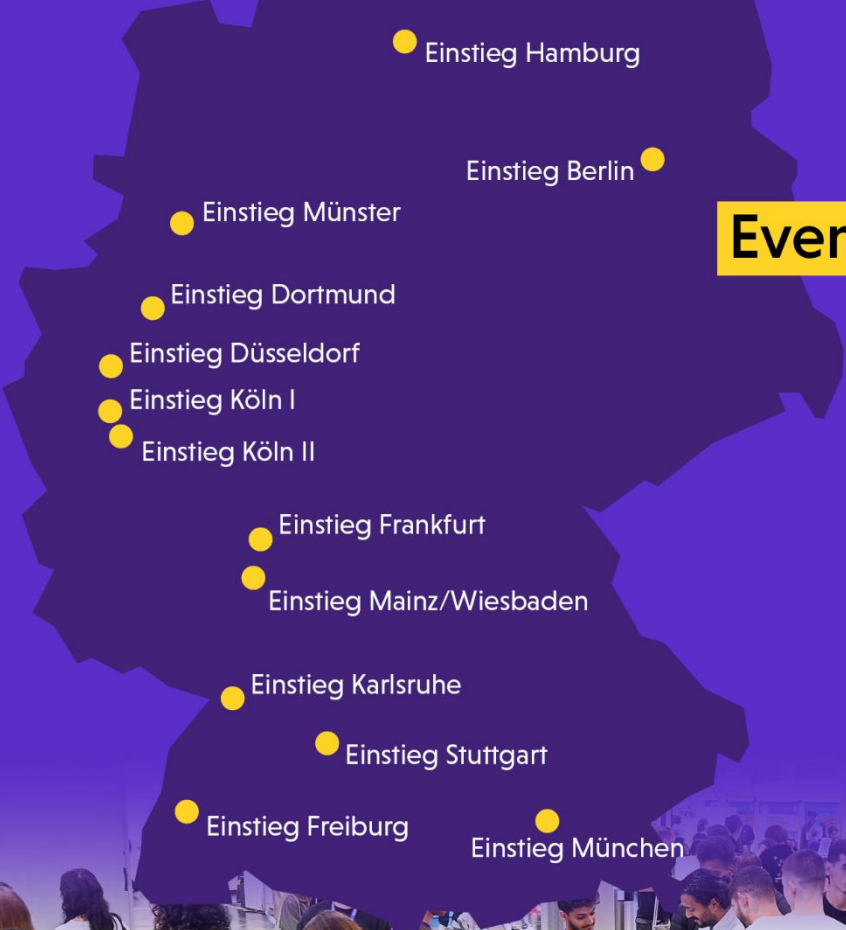 Einstieg Hamburg
Einstieg Berlin
Einstieg Münster
Even
Einstieg Dortmund
Einstieg Düsseldorf
Einstieg Köln I
Einstieg Köln II
Einstieg Frankfurt
Einstieg Mainz/Wiesbaden
Einstieg Karlsruhe
Einstieg Stuttgart
Einstieg Freiburg
Einstieg München